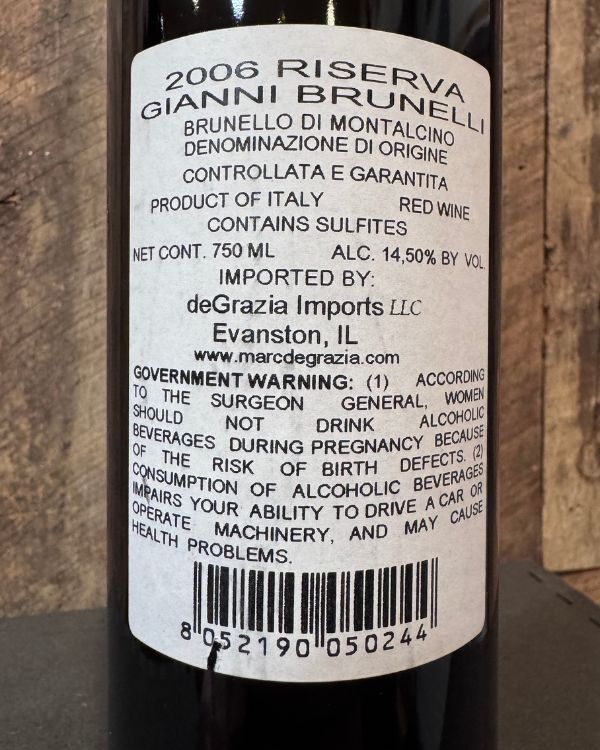 2006 RISERVA
GIANNI BRUNELLI
BRUNELLO DI MONTALCINO
DENOMINAZIONE DI ORIGINE
CONTROLLATA E GARANTITA
PRODUCT OF ITALY RED WINE
CONTAINS SULFITES
NET CONT. 750 ML ALC. 14,50% BY VOL.
IMPORTED BY:
deGrazia Imports LLC
Evanston, IL
www.marcdegrazia.com
GOVERNMENT WARNING: (1) ACCORDING
TO THE SURGEON GENERAL, WOMEN
SHOULD NOT DRINK ALCOHOLIC
BEVERAGES DURING PREGNANCY BECAUSE
OF THE RISK OF BIRTH DEFECTS. (2)
CONSUMPTION OF ALCOHOLIC BEVERAGES
IMPAIRS YOUR ABILITY TO DRIVE A CAR OR
OPERATE MACHINERY, AND MAY CAUSE
HEALTH PROBLEMS.
8 052190 050244